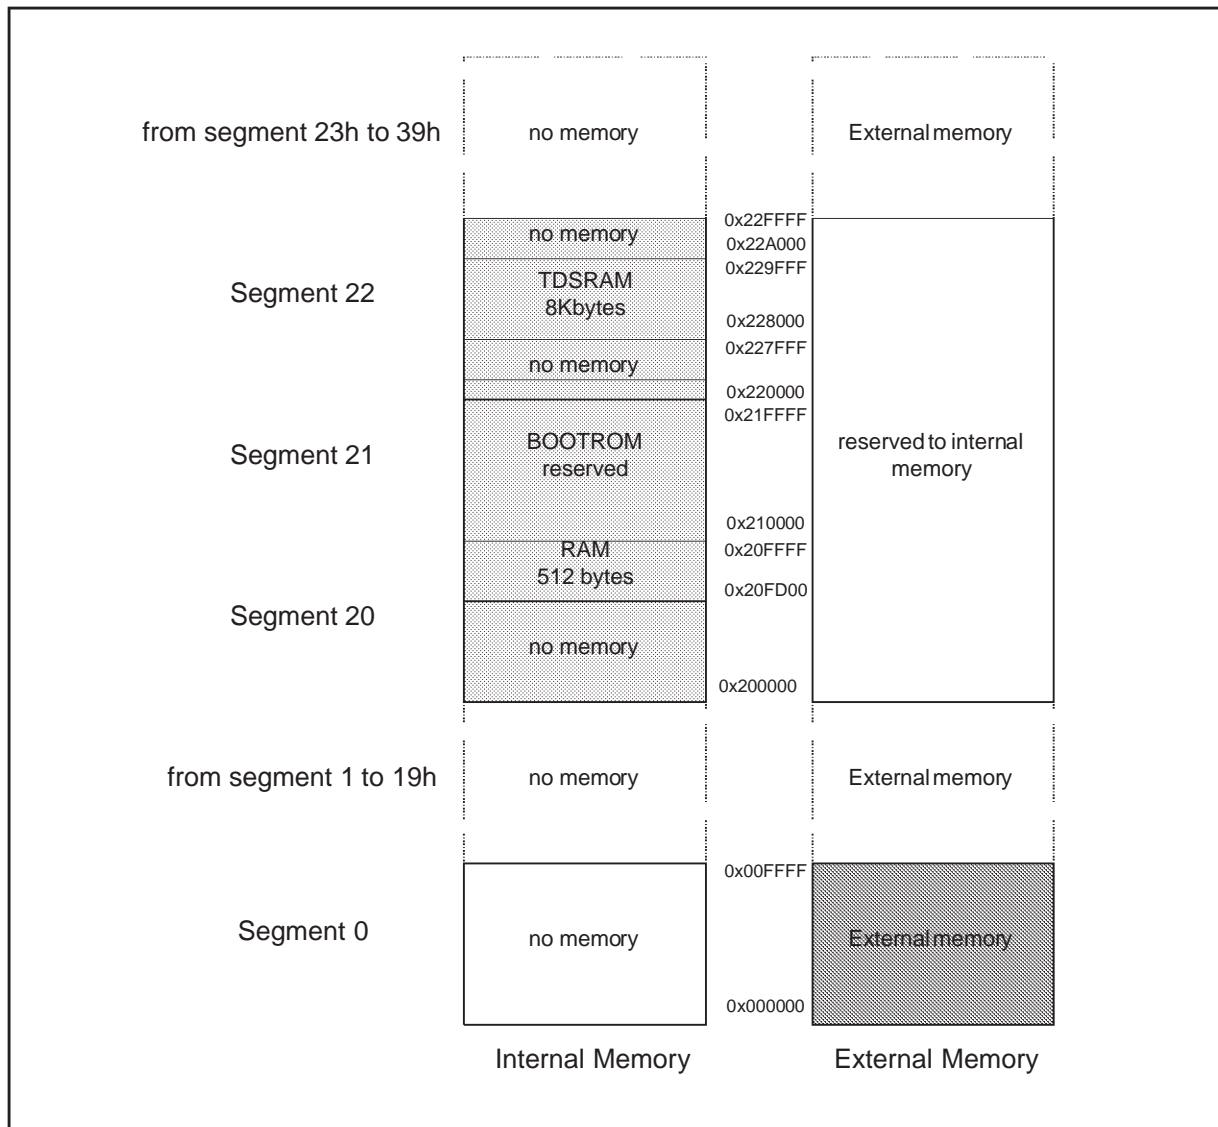 from segment 23h to 39h
no memory
External memory
0x22FFFF
no memory
0x22A000
0x229FFF
Segment 22
TDSRAM
8Kbytes
0x228000
0x227FFF
no memory
0x220000
0x21FFFF
Segment 21
BOOTROM
reserved
reserved to internal
memory
0x210000
RAM
512 bytes
0x20FFFF
0x20FD00
Segment 20
no memory
0x200000
from segment 1 to 19h
no memory
External memory
0x00FFFF
Segment 0
no memory
External memory
0x000000
Internal Memory
External Memory